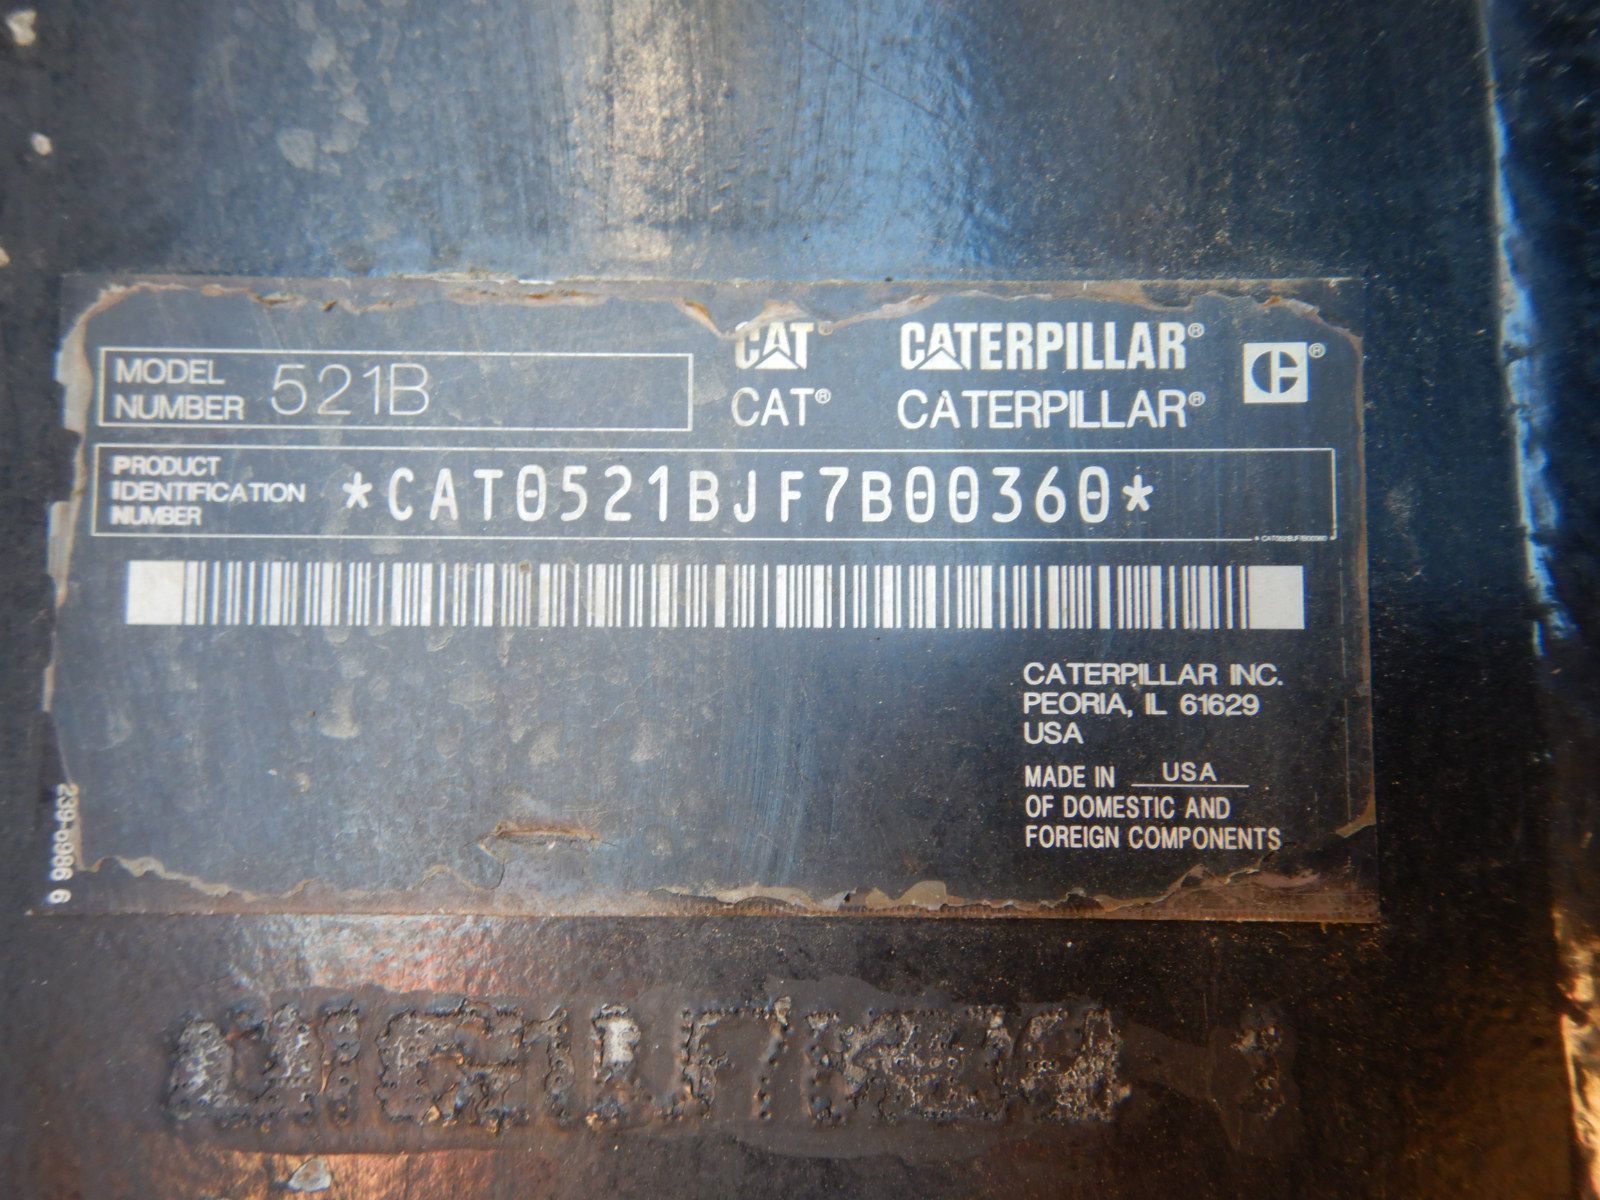 MODEL NUMBER 521B
CAT® CATERPILLAR® C®
CAT® CATERPILLAR®
PRODUCT IDENTIFICATION NUMBER *CAT0521BJF7B00360*
* CAT0521BJF7B00360
CATERPILLAR INC.
PEORIA, IL 61629
USA
MADE IN USA
OF DOMESTIC AND
FOREIGN COMPONENTS